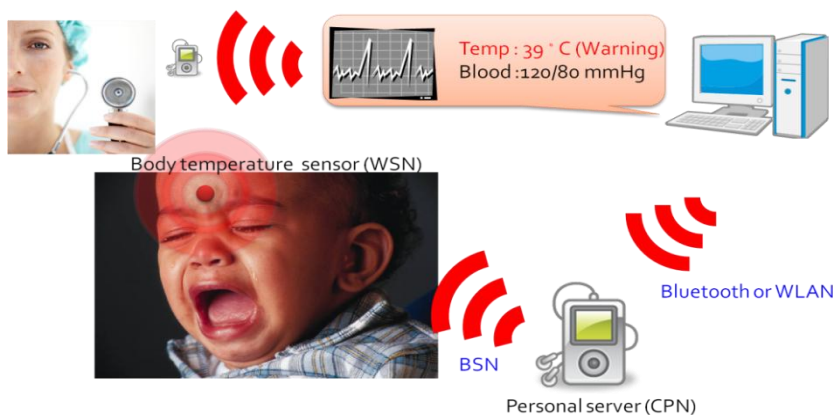 Temp : 39 ° C (Warning)
Blood :120/80 mmHg
Body temperature sensor (WSN)
Bluetooth or WLAN
BSN
Personal server (CPN)